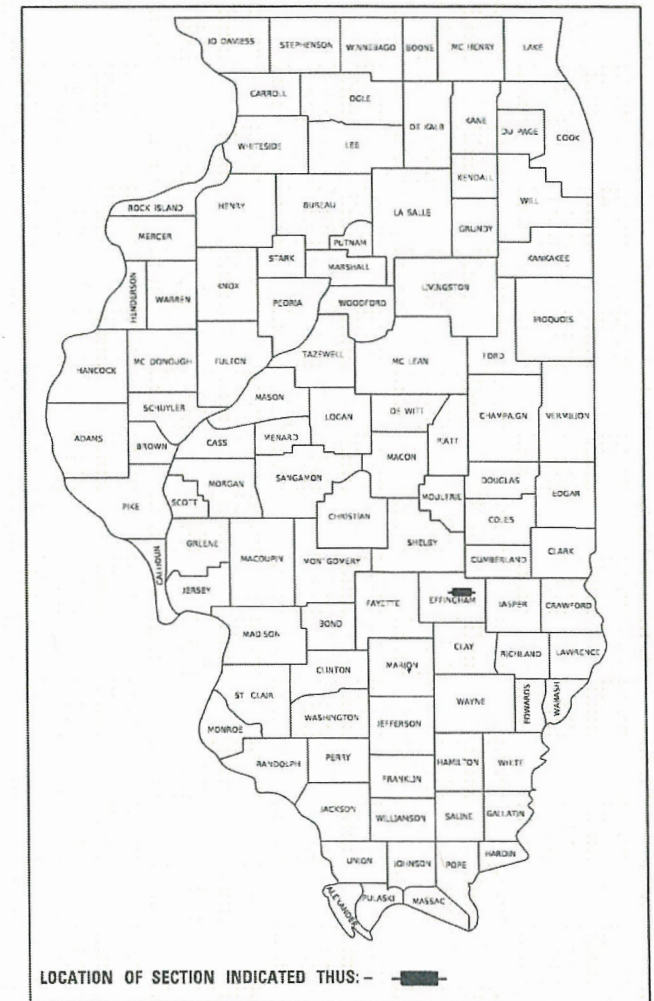 JO DAVIESS STEPHENSON WINNEBAGO BOONE MC HENRY LAKE
CARROLL OGLE DE KALB KANE DU PAGE COOK
WHITESIDE LEE
KENDALL
ROCK ISLAND HENRY BUREAU LA SALLE WILL
MERCER PUTNAM GRUNDY
STARK MARSHALL KANKAKEE
HENDERSON WARREN KNOX PEORIA WOODFORD LIVINGSTON
IROQUOIS
HANCOCK MC DONOUGH FULTON TAZEWELL MC LEAN FORD
MASON
SCHUYLER LOGAN DE WITT CHAMPAIGN VERMILION
ADAMS BROWN CASS MENARD PIATT
MACON
PIKE SCOTT MORGAN SANGAMON MOULTRIE DOUGLAS EDGAR
CHRISTIAN COLES
CALHOUN GREENE MACOUPIN MONTGOMERY SHELBY CUMBERLAND CLARK
JERSEY FAYETTE EFFINGHAM JASPER CRAWFORD
MADISON BOND
CLAY RICHLAND LAWRENCE
CLINTON MARION
ST CLAIR WAYNE EDWARDS WABASH
WASHINGTON JEFFERSON
MONROE
RANDOLPH PERRY HAMILTON WHITE
FRANKLIN
JACKSON WILLIAMSON SALINE GALLATIN
UNION JOHNSON POPE HARDIN
ALEXANDER PULASKI MASSAC
LOCATION OF SECTION INDICATED THUS: –